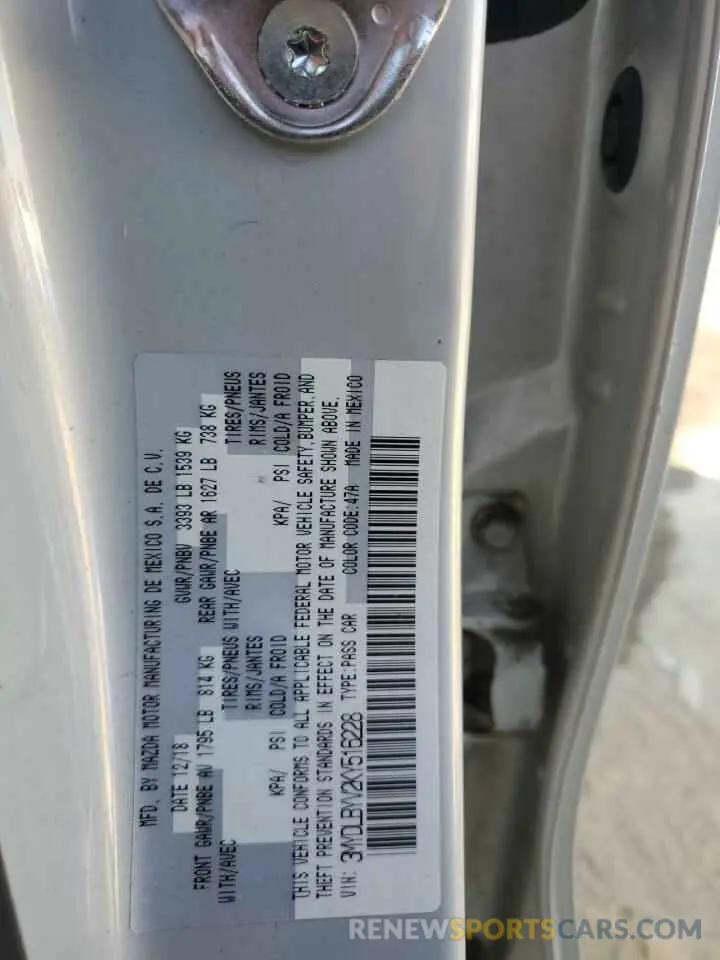 MFD. BY MAZDA MOTOR MANUFACTURING DE MEXICO S.A. DE C.V.
DATE 12/18 GVWR/PNBV 3393 LB 1539 KG
FRONT GAWR/PNBE AV 1795 LB 814 KG REAR GAWR/PNBE AR 1627 LB 738 KG
WITH/AVEC TIRES/PNEUS WITH/AVEC TIRES/PNEUS
RIMS/JANTES RIMS/JANTES
KPA/ PSI COLD/A FROID KPA/ PSI COLD/A FROID
THIS VEHICLE CONFORMS TO ALL APPLICABLE FEDERAL MOTOR VEHICLE SAFETY, BUMPER, AND
THEFT PREVENTION STANDARDS IN EFFECT ON THE DATE OF MANUFACTURE SHOWN ABOVE.
VIN: 3MYDLBYV2KY516228 TYPE:PASS CAR COLOR CODE:47A MADE IN MEXICO
RENEWSPORTSCARS.COM